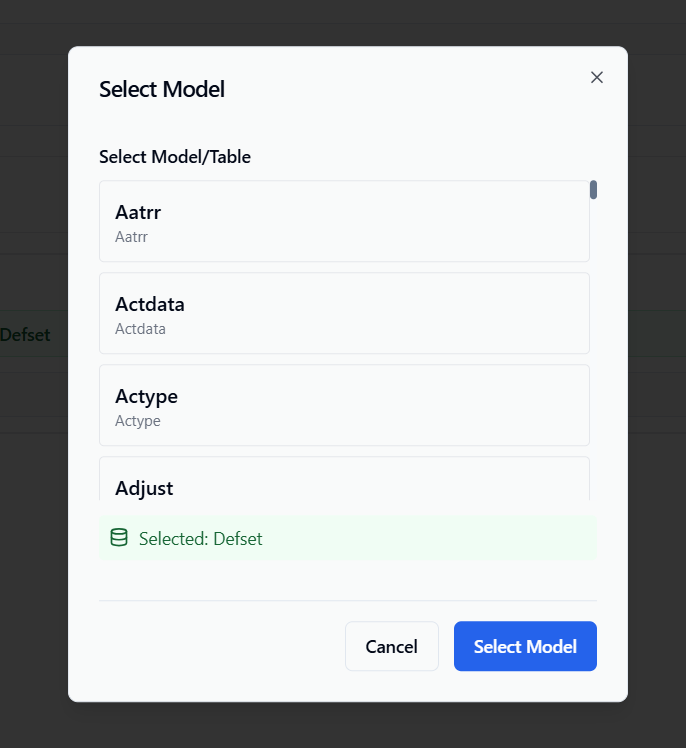 Select Model
Select Model/Table
Aatrr
Aatrr
Actdata
Actdata
Defset
Actype
Actype
Adjust
Selected: Defset
Cancel
Select Model